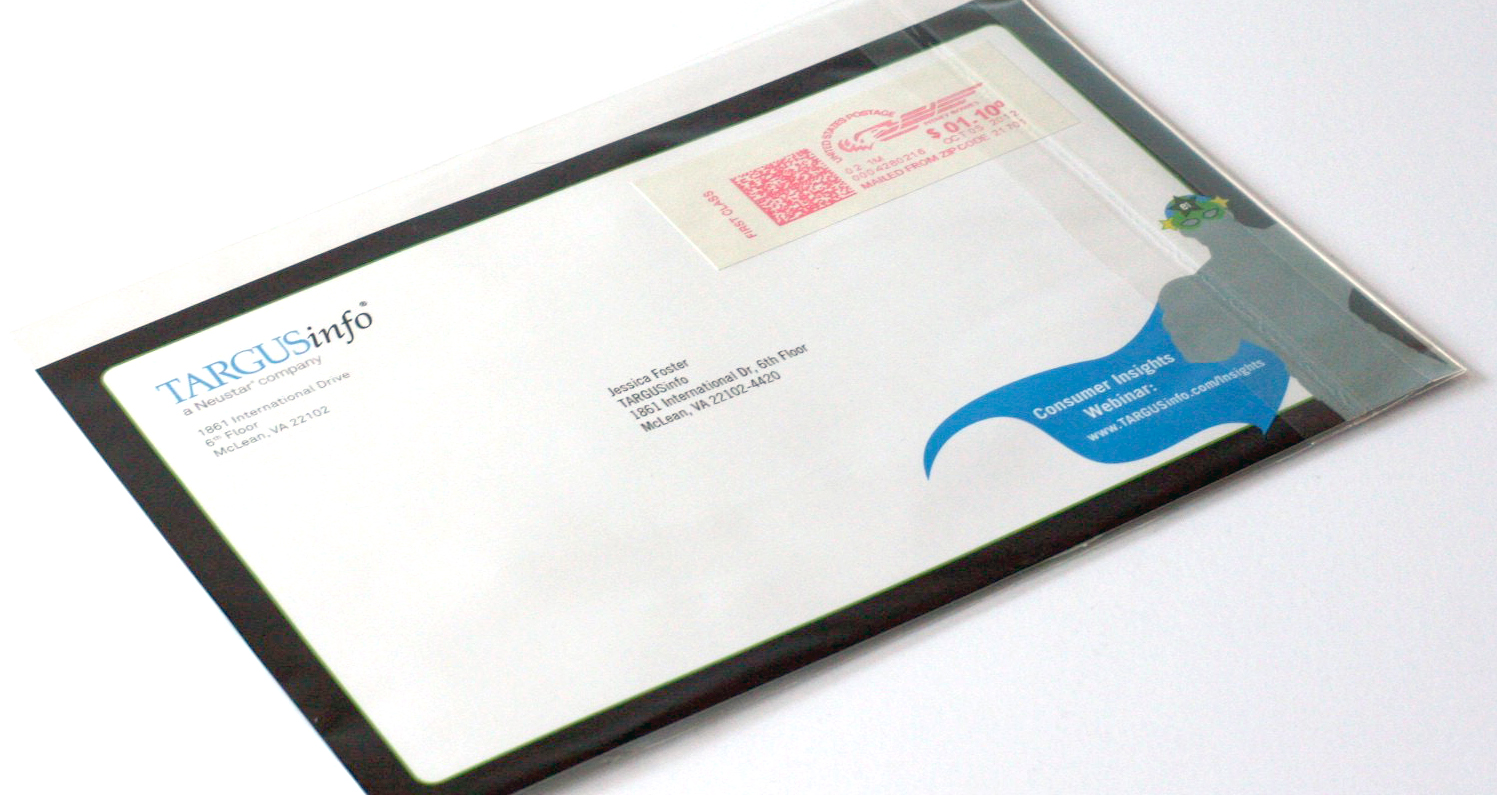 TARGUSinfo®
a Neustar® company
1861 International Drive
6th Floor
McLean, VA 22102
FIRST CLASS
UNITED STATES POSTAGE
PITNEY BOWES
02 1M
$ 01.10⁰
0004280216
OCT 05 2012
MAILED FROM ZIP CODE 21701
Jessica Foster
TARGUSinfo
1861 International Dr, 6th Floor
McLean, VA 22102-4420
Consumer Insights
Webinar:
www.TARGUSinfo.com/Insights